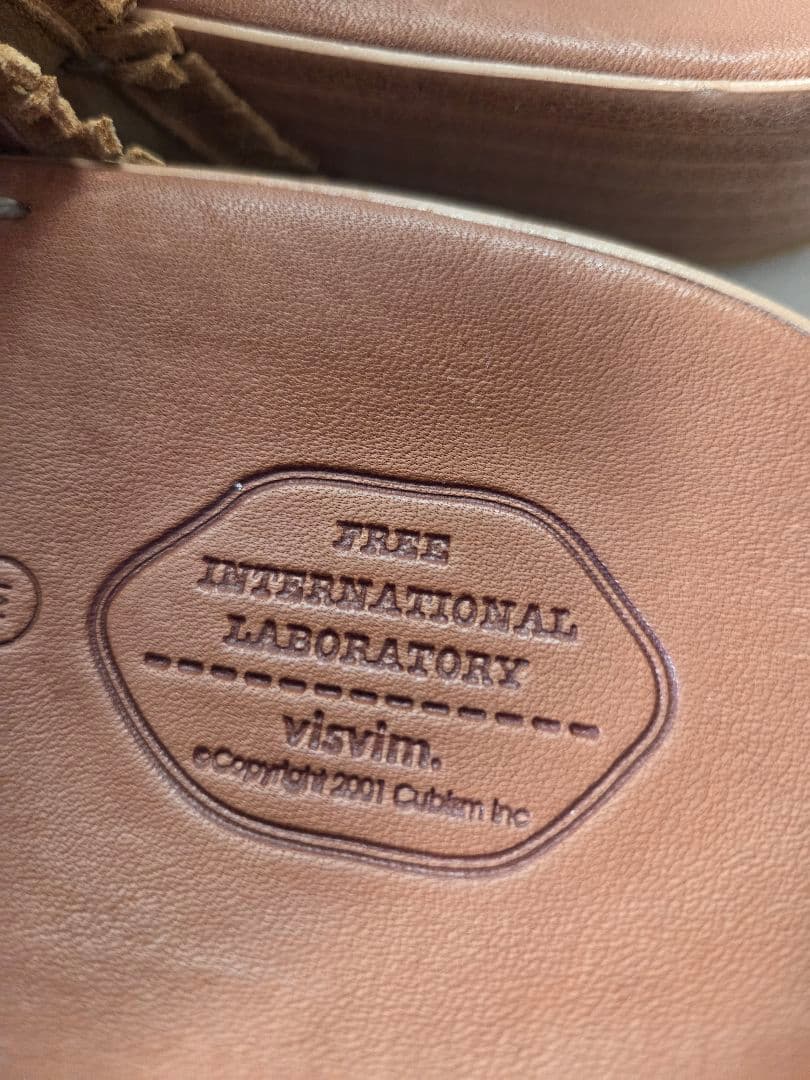 FREE
INTERNATIONAL
LABORATORY
visvim.
©Copyright 2001 Cubism Inc